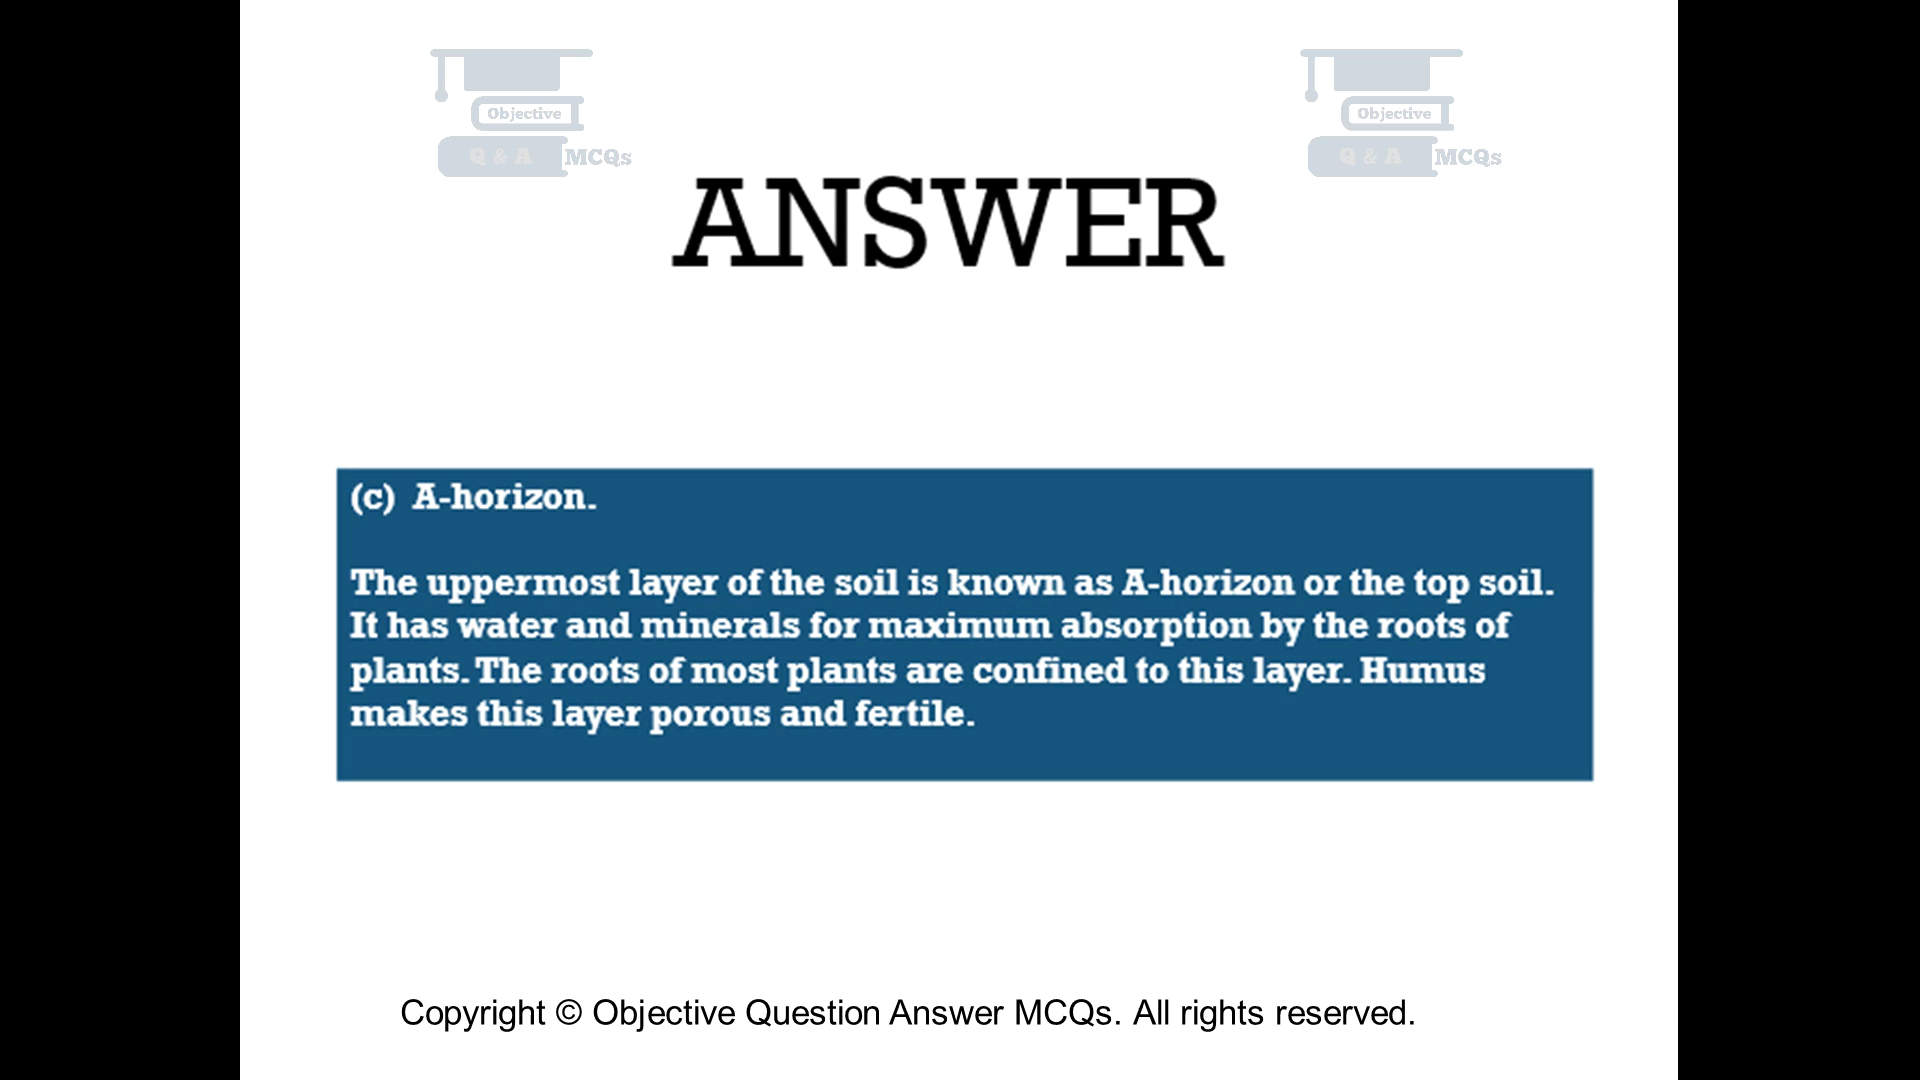 Objective
Q & A MCQs
Objective
Q & A MCQs
ANSWER
(c) A-horizon.
The uppermost layer of the soil is known as A-horizon or the top soil.
It has water and minerals for maximum absorption by the roots of
plants. The roots of most plants are confined to this layer. Humus
makes this layer porous and fertile.
Copyright © Objective Question Answer MCQs. All rights reserved.